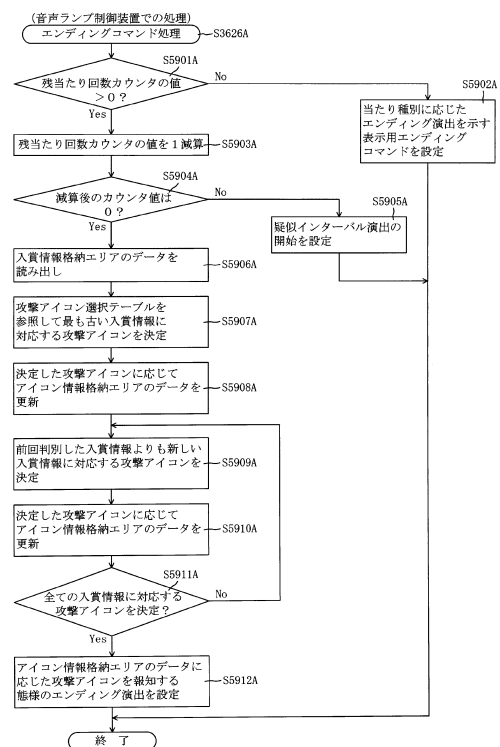 (音声ランプ制御装置での処理)
エンディングコマンド処理
S3626A
S5901A
残当たり回数カウンタの値
>0?
No
Yes
S5902A
当たり種別に応じた
エンディング演出を示す
表示用エンディング
コマンドを設定
残当たり回数カウンタの値を1減算
S5903A
S5904A
減算後のカウンタ値は
0?
No
Yes
S5905A
疑似インターバル演出の
開始を設定
入賞情報格納エリアのデータを
読み出し
S5906A
攻撃アイコン選択テーブルを
参照して最も古い入賞情報に
対応する攻撃アイコンを決定
S5907A
決定した攻撃アイコンに応じて
アイコン情報格納エリアのデータを
更新
S5908A
前回判別した入賞情報よりも新しい
入賞情報に対応する攻撃アイコンを
決定
S5909A
決定した攻撃アイコンに応じて
アイコン情報格納エリアのデータを
更新
S5910A
S5911A
全ての入賞情報に対応する
攻撃アイコンを決定?
No
Yes
アイコン情報格納エリアのデータに
応じた攻撃アイコンを報知する
態様のエンディング演出を設定
S5912A
終 了